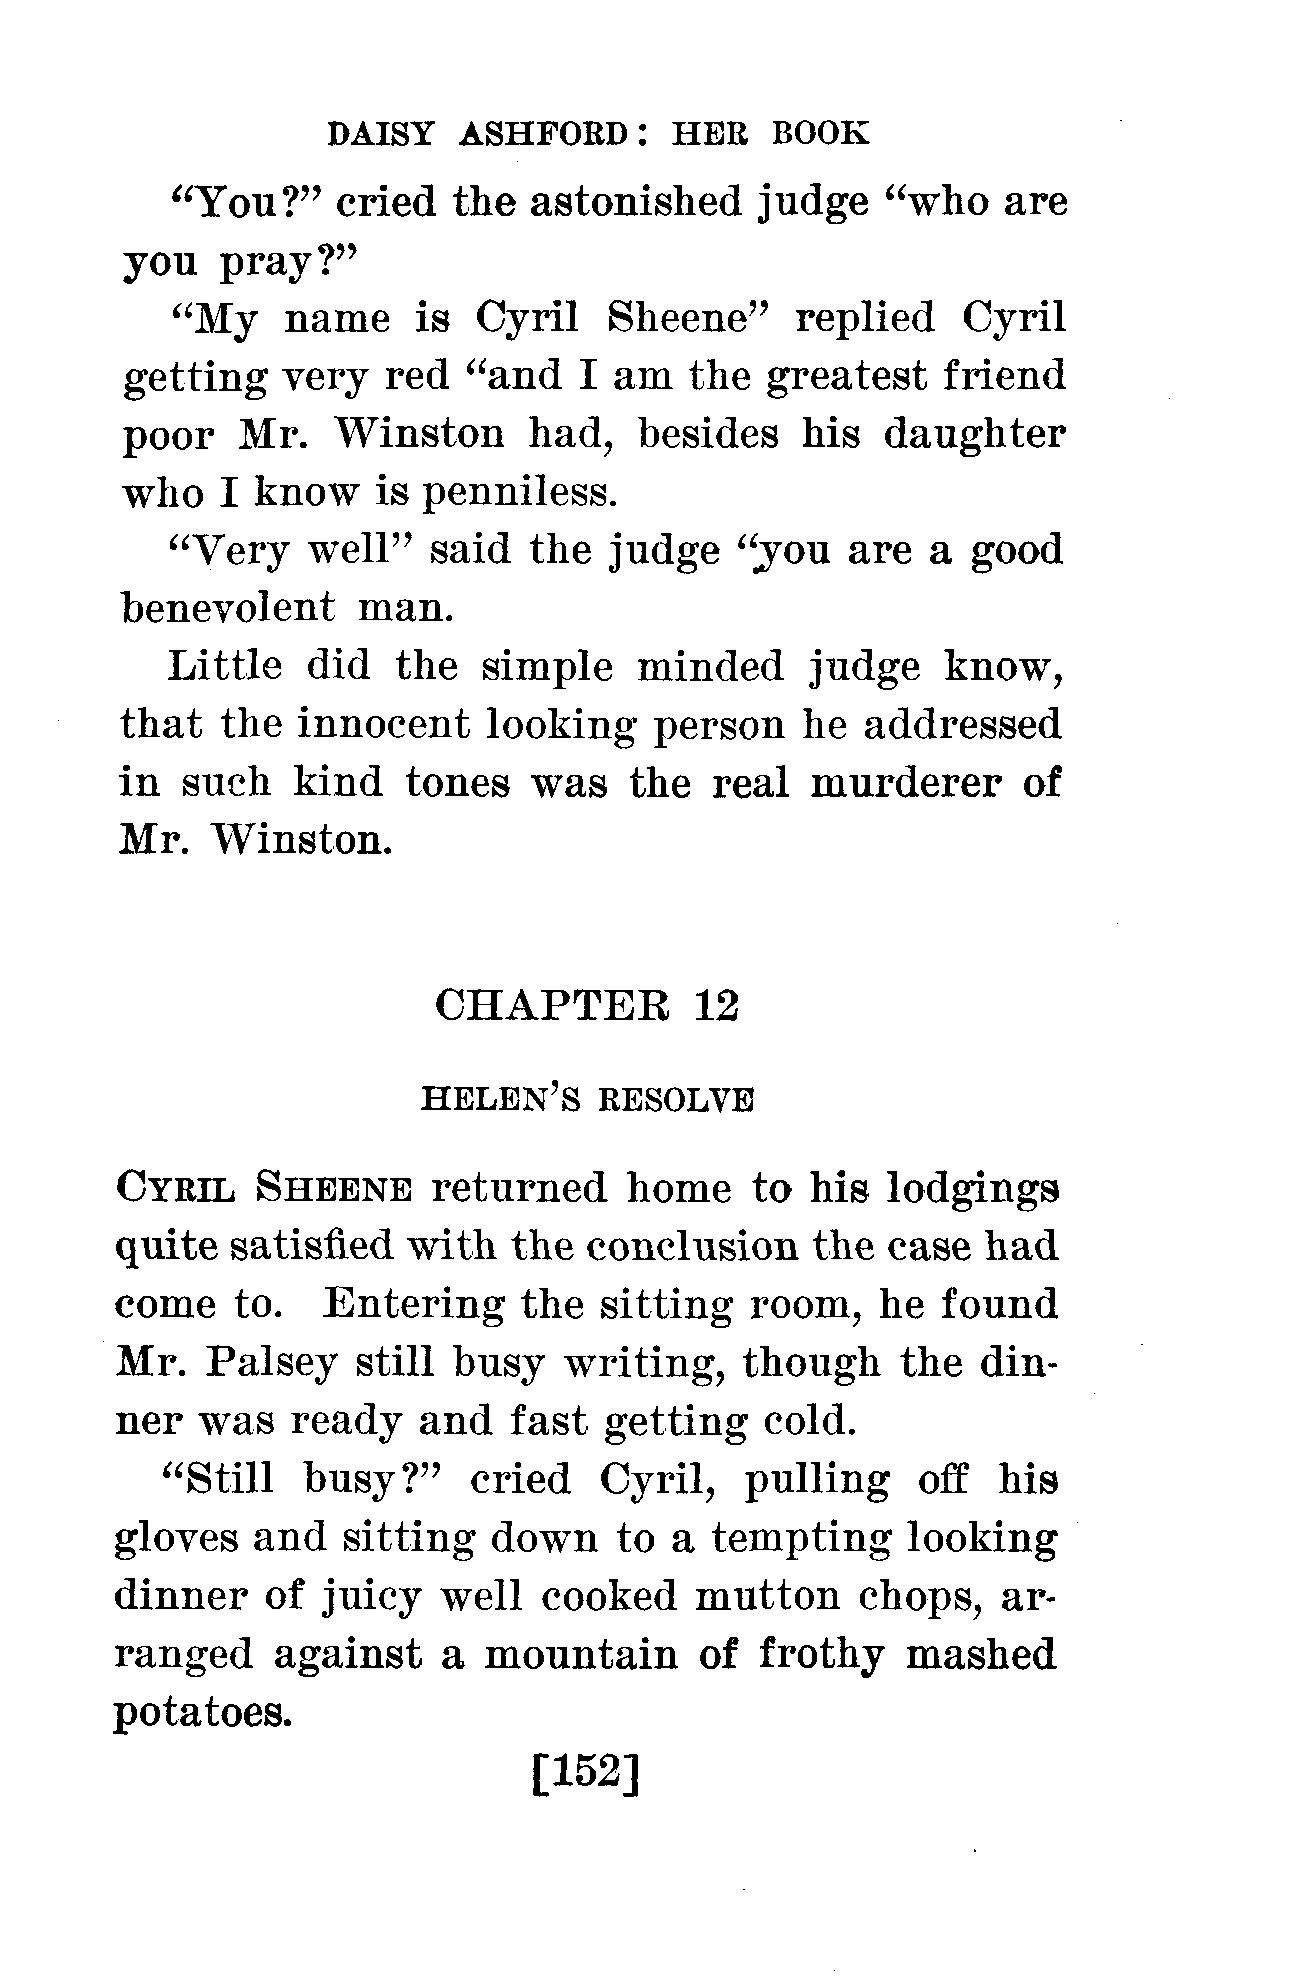 DAISY ASHFORD: HER BOOK
“You?” cried the astonished judge “who are
you pray?”
“My name is Cyril Sheene” replied Cyril
getting very red “and I am the greatest friend
poor Mr. Winston had, besides his daughter
who I know is penniless.
“Very well” said the judge “you are a good
benevolent man.
Little did the simple minded judge know,
that the innocent looking person he addressed
in such kind tones was the real murderer of
Mr. Winston.
CHAPTER 12
HELEN’S RESOLVE
CYRIL SHEENE returned home to his lodgings
quite satisfied with the conclusion the case had
come to. Entering the sitting room, he found
Mr. Palsey still busy writing, though the din-
ner was ready and fast getting cold.
“Still busy?” cried Cyril, pulling off his
gloves and sitting down to a tempting looking
dinner of juicy well cooked mutton chops, ar-
ranged against a mountain of frothy mashed
potatoes.
[152]